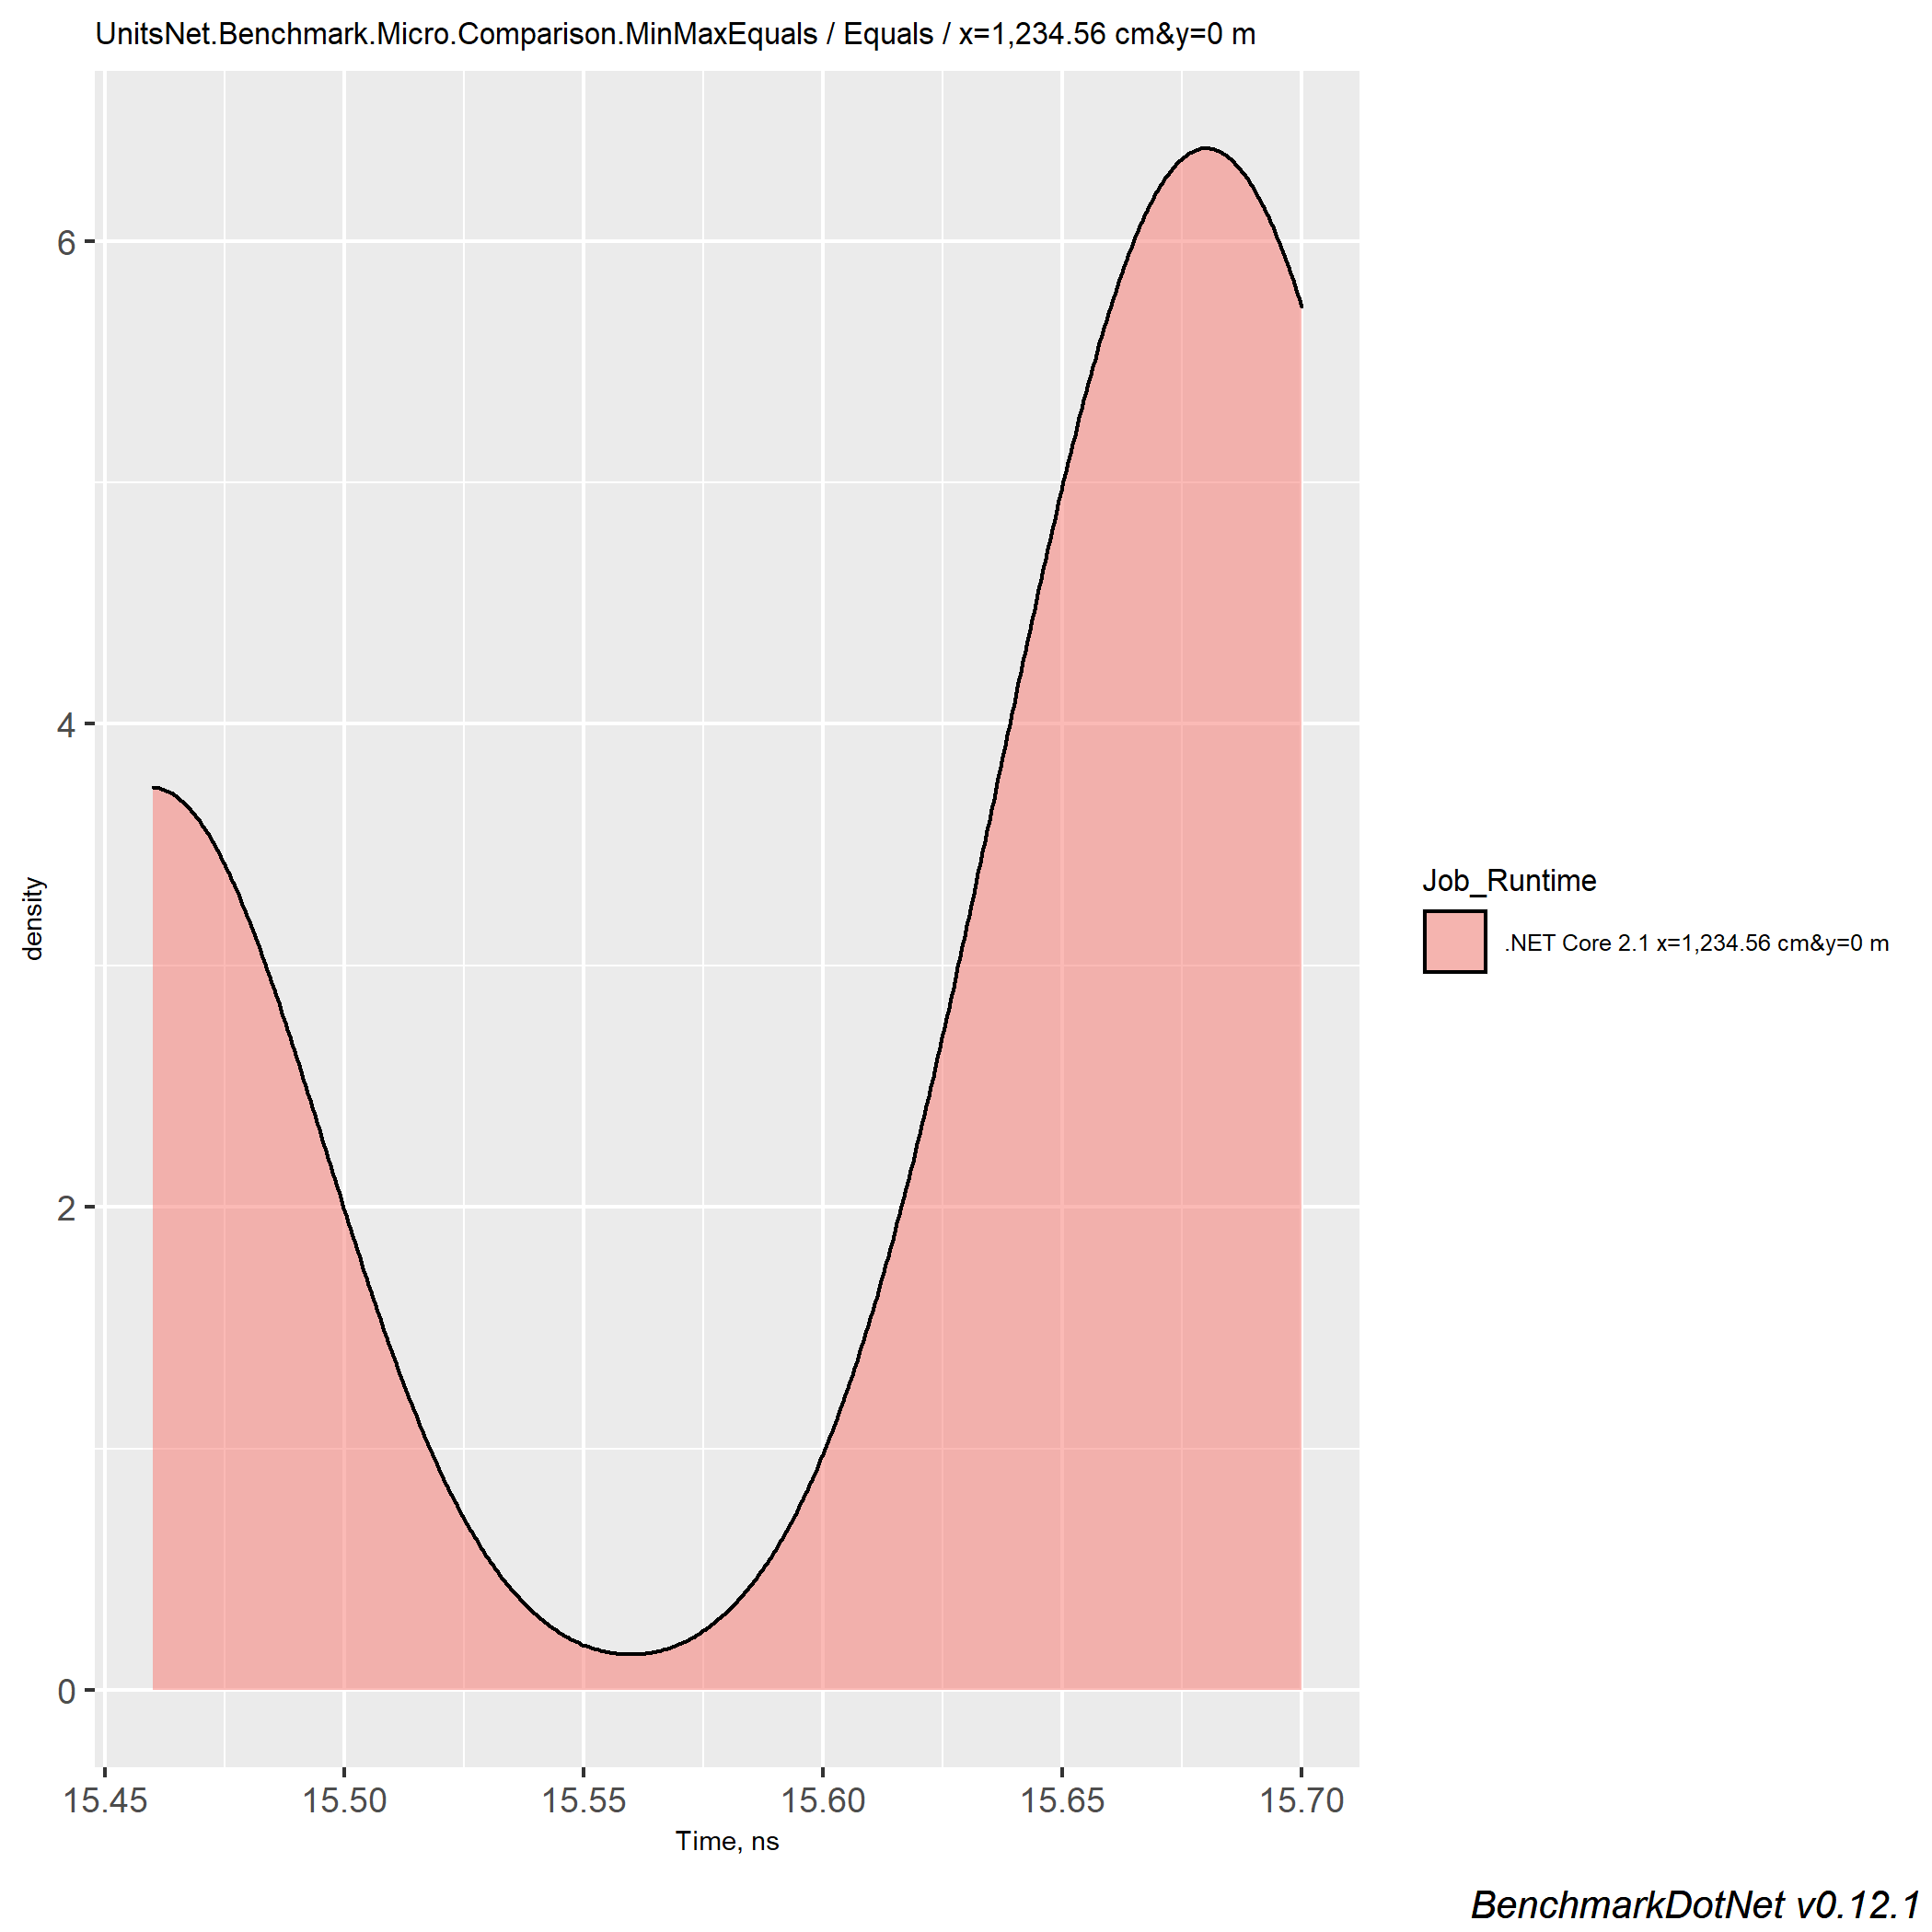 UnitsNet.Benchmark.Micro.Comparison.MinMaxEquals / Equals / x=1,234.56 cm&y=0 m
6
4
2
0
density
15.45 15.50 15.55 15.60 15.65 15.70
Time, ns
Job_Runtime
.NET Core 2.1 x=1,234.56 cm&y=0 m
BenchmarkDotNet v0.12.1